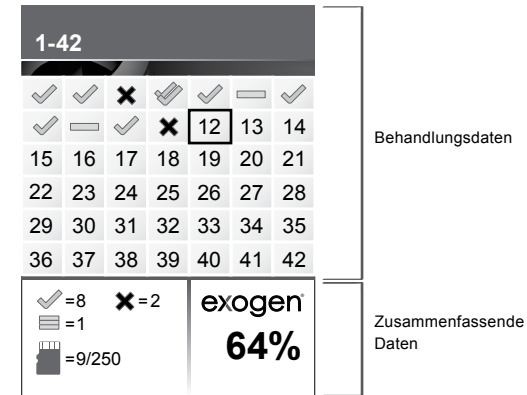 1-42
12 13 14
15 16 17 18 19 20 21
22 23 24 25 26 27 28
29 30 31 32 33 34 35
36 37 38 39 40 41 42
Behandlungsdaten
=8 =2
=1
=9/250
exogen
64%
Zusammenfassende
Daten